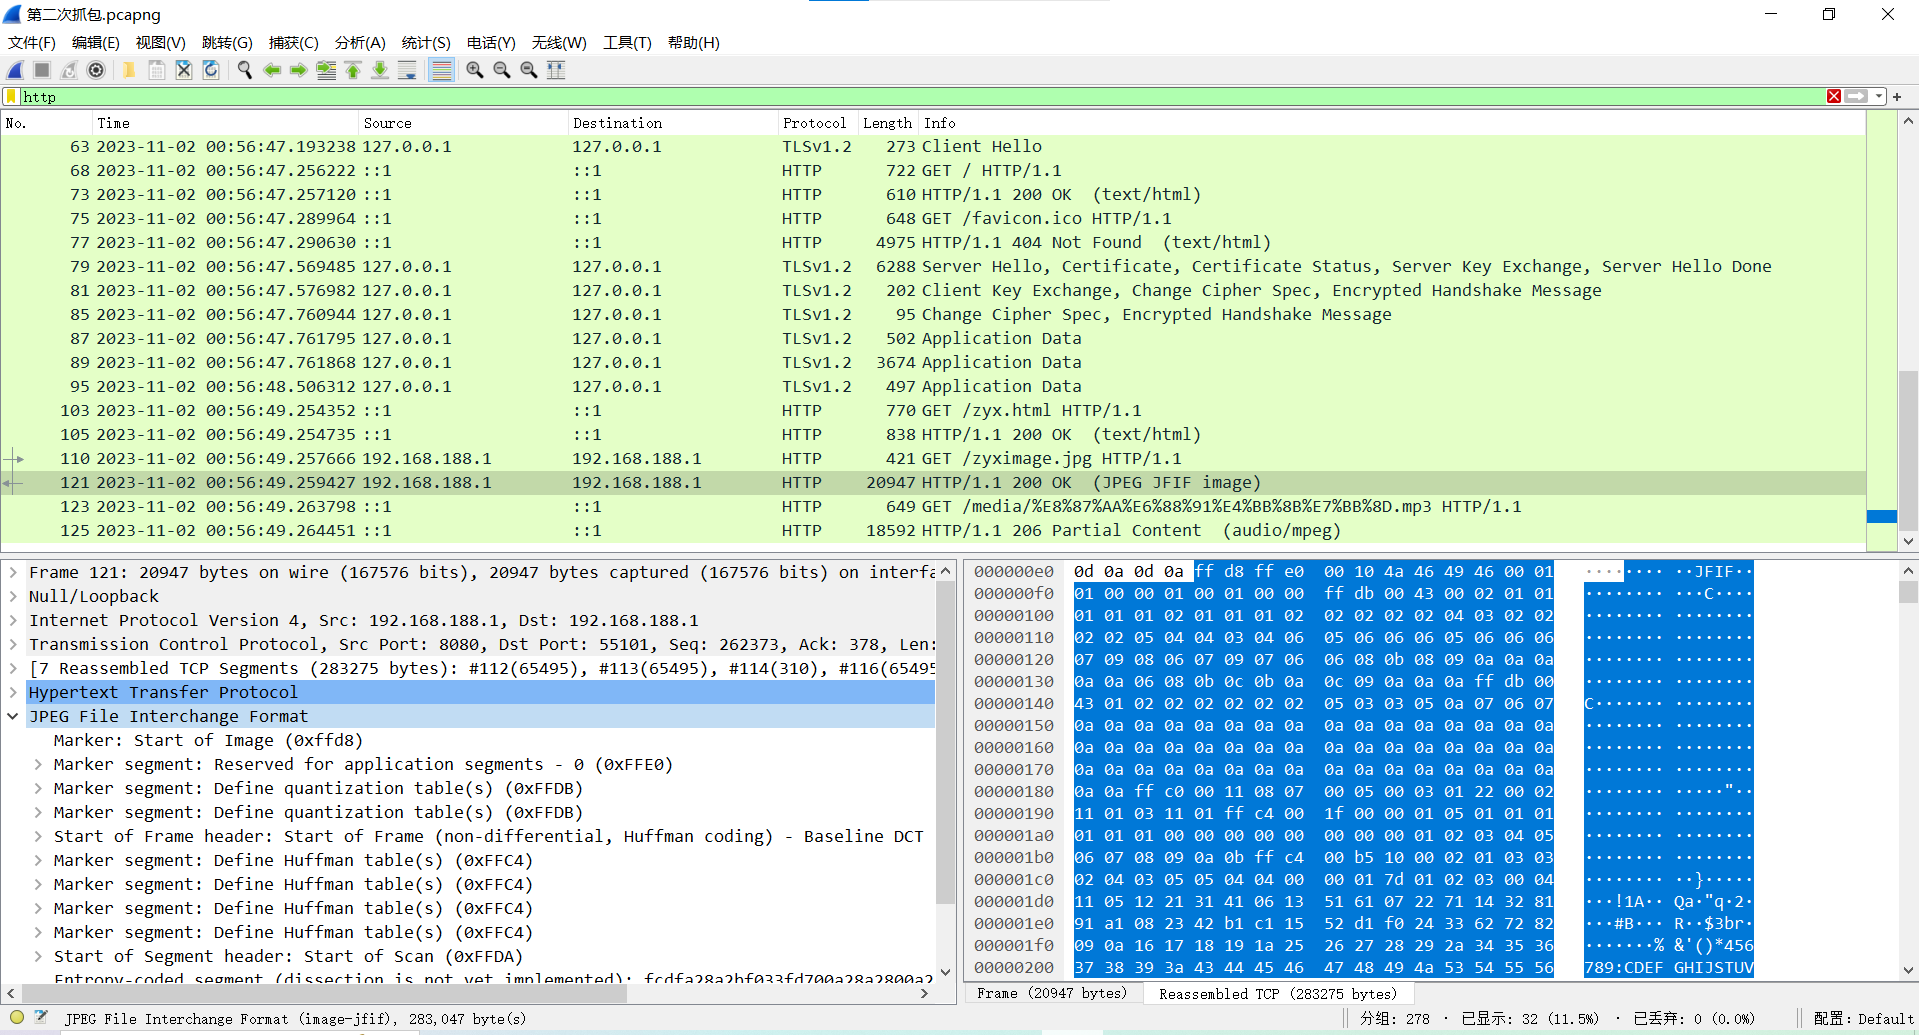 第二次抓包.pcapng
文件(F) 编辑(E) 视图(V) 跳转(G) 捕获(C) 分析(A) 统计(S) 电话(Y) 无线(W) 工具(T) 帮助(H)
http
No. Time Source Destination Protocol Length Info
63 2023-11-02 00:56:47.193238 127.0.0.1 127.0.0.1 TLSv1.2 273 Client Hello
68 2023-11-02 00:56:47.256222 ::1 ::1 HTTP 722 GET / HTTP/1.1
73 2023-11-02 00:56:47.257120 ::1 ::1 HTTP 610 HTTP/1.1 200 OK (text/html)
75 2023-11-02 00:56:47.289964 ::1 ::1 HTTP 648 GET /favicon.ico HTTP/1.1
77 2023-11-02 00:56:47.290630 ::1 ::1 HTTP 4975 HTTP/1.1 404 Not Found (text/html)
79 2023-11-02 00:56:47.569485 127.0.0.1 127.0.0.1 TLSv1.2 6288 Server Hello, Certificate, Certificate Status, Server Key Exchange, Server Hello Done
81 2023-11-02 00:56:47.576982 127.0.0.1 127.0.0.1 TLSv1.2 202 Client Key Exchange, Change Cipher Spec, Encrypted Handshake Message
85 2023-11-02 00:56:47.760944 127.0.0.1 127.0.0.1 TLSv1.2 95 Change Cipher Spec, Encrypted Handshake Message
87 2023-11-02 00:56:47.761795 127.0.0.1 127.0.0.1 TLSv1.2 502 Application Data
89 2023-11-02 00:56:47.761868 127.0.0.1 127.0.0.1 TLSv1.2 3674 Application Data
95 2023-11-02 00:56:48.506312 127.0.0.1 127.0.0.1 TLSv1.2 497 Application Data
103 2023-11-02 00:56:49.254352 ::1 ::1 HTTP 770 GET /zyx.html HTTP/1.1
105 2023-11-02 00:56:49.254735 ::1 ::1 HTTP 838 HTTP/1.1 200 OK (text/html)
110 2023-11-02 00:56:49.257666 192.168.188.1 192.168.188.1 HTTP 421 GET /zyximage.jpg HTTP/1.1
121 2023-11-02 00:56:49.259427 192.168.188.1 192.168.188.1 HTTP 20947 HTTP/1.1 200 OK (JPEG JFIF image)
123 2023-11-02 00:56:49.263798 ::1 ::1 HTTP 649 GET /media/%E8%87%AA%E6%88%91%E4%BB%8B%E7%BB%8D.mp3 HTTP/1.1
125 2023-11-02 00:56:49.264451 ::1 ::1 HTTP 18592 HTTP/1.1 206 Partial Content (audio/mpeg)
Frame 121: 20947 bytes on wire (167576 bits), 20947 bytes captured (167576 bits) on interfa
Null/Loopback
Internet Protocol Version 4, Src: 192.168.188.1, Dst: 192.168.188.1
Transmission Control Protocol, Src Port: 8080, Dst Port: 55101, Seq: 262373, Ack: 378, Len:
[7 Reassembled TCP Segments (283275 bytes): #112(65495), #113(65495), #114(310), #116(65495
Hypertext Transfer Protocol
JPEG File Interchange Format
Marker: Start of Image (0xffd8)
Marker segment: Reserved for application segments - 0 (0xFFE0)
Marker segment: Define quantization table(s) (0xFFDB)
Marker segment: Define quantization table(s) (0xFFDB)
Start of Frame header: Start of Frame (non-differential, Huffman coding) - Baseline DCT
Marker segment: Define Huffman table(s) (0xFFC4)
Marker segment: Define Huffman table(s) (0xFFC4)
Marker segment: Define Huffman table(s) (0xFFC4)
Marker segment: Define Huffman table(s) (0xFFC4)
Start of Segment header: Start of Scan (0xFFDA)
Entropy-coded segment (dissection is not yet implemented): fcdfa28a2bf033fd700a28a2800a2
000000e0 0d 0a 0d 0a ff d8 ff e0 00 10 4a 46 49 46 00 01 ········ ··JFIF··
000000f0 01 00 00 01 00 01 00 00 ff db 00 43 00 02 01 01 ········ ···C····
00000100 01 01 01 02 01 01 01 02 02 02 02 02 04 03 02 02 ········ ········
00000110 02 02 05 04 04 03 04 06 05 06 06 06 05 06 06 06 ········ ········
00000120 07 09 08 06 07 09 07 06 06 08 0b 08 09 0a 0a 0a ········ ········
00000130 0a 0a 06 08 0b 0c 0b 0a 0c 09 0a 0a 0a ff db 00 ········ ········
00000140 43 01 02 02 02 02 02 02 05 03 03 05 0a 07 06 07 C······· ········
00000150 0a 0a 0a 0a 0a 0a 0a 0a 0a 0a 0a 0a 0a 0a 0a 0a ········ ········
00000160 0a 0a 0a 0a 0a 0a 0a 0a 0a 0a 0a 0a 0a 0a 0a 0a ········ ········
00000170 0a 0a 0a 0a 0a 0a 0a 0a 0a 0a 0a 0a 0a 0a 0a 0a ········ ········
00000180 0a 0a ff c0 00 11 08 07 00 05 00 03 01 22 00 02 ········ ·····"··
00000190 11 01 03 11 01 ff c4 00 1f 00 00 01 05 01 01 01 ········ ········
000001a0 01 01 01 00 00 00 00 00 00 00 00 01 02 03 04 05 ········ ········
000001b0 06 07 08 09 0a 0b ff c4 00 b5 10 00 02 01 03 03 ········ ········
000001c0 02 04 03 05 05 04 04 00 00 01 7d 01 02 03 00 04 ········ ··}·····
000001d0 11 05 12 21 31 41 06 13 51 61 07 22 71 14 32 81 ···!1A·· Qa·"q·2·
000001e0 91 a1 08 23 42 b1 c1 15 52 d1 f0 24 33 62 72 82 ···#B··· R··$3br·
000001f0 09 0a 16 17 18 19 1a 25 26 27 28 29 2a 34 35 36 ·······% &'()*456
00000200 37 38 39 3a 43 44 45 46 47 48 49 4a 53 54 55 56 789:CDEF GHIJSTUV
Frame (20947 bytes) Reassembled TCP (283275 bytes)
JPEG File Interchange Format (image-jfif), 283,047 byte(s) 分组: 278 · 已显示: 32 (11.5%) · 已丢弃: 0 (0.0%) 配置: Default